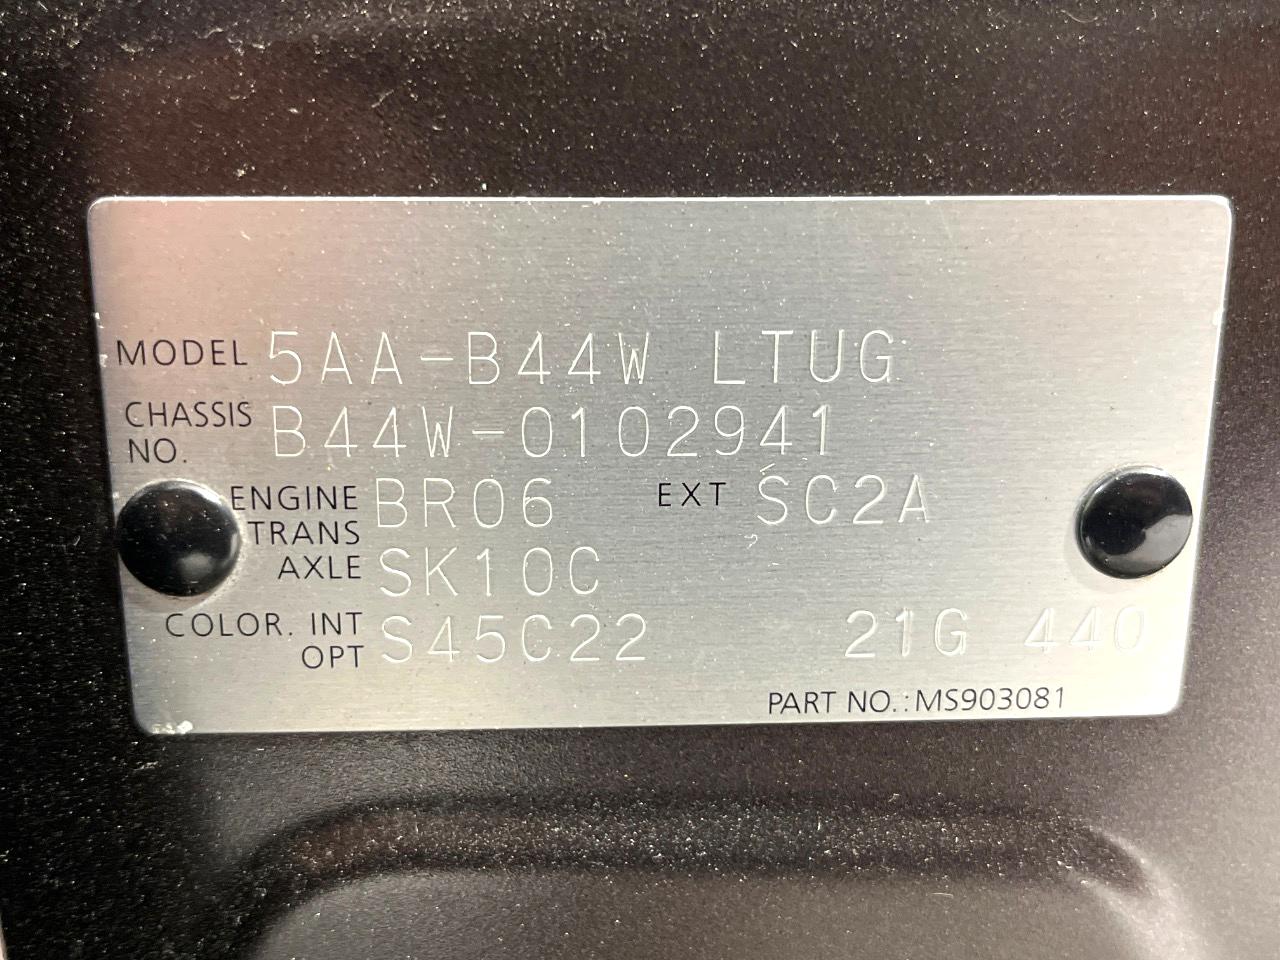 MODEL 5AA-B44W LTUG
CHASSIS NO. B44W-0102941
ENGINE BR06 EXT SC2A
TRANS AXLE SK10C
COLOR. INT OPT S45C22 21G 440
PART NO.:MS903081